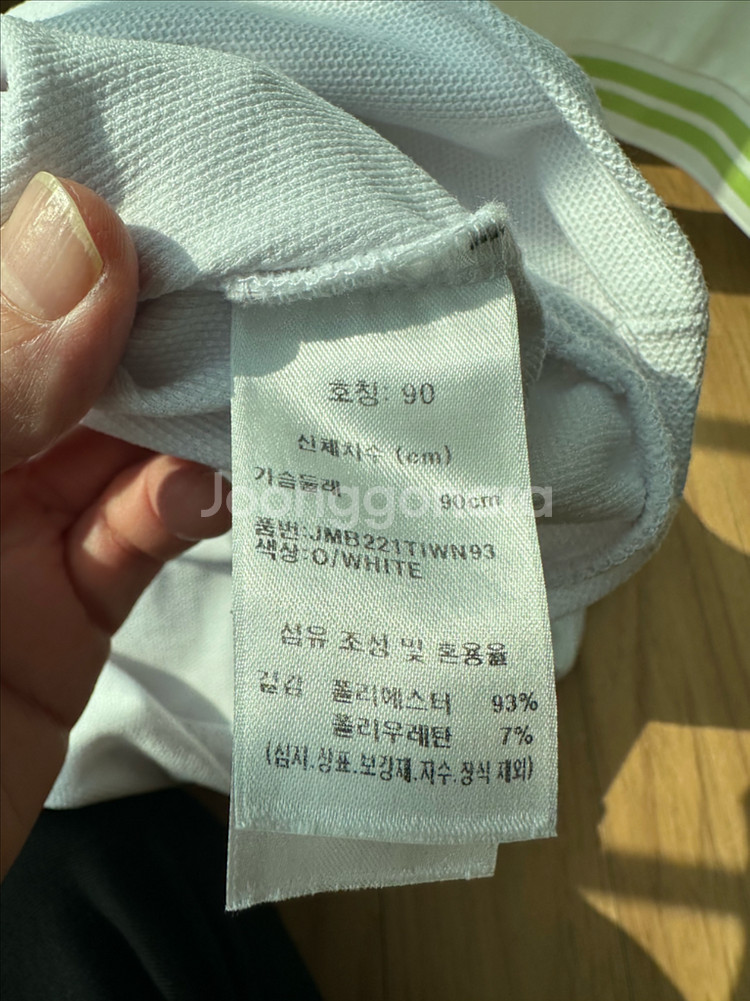 호칭: 90
신체치수 (cm)
가슴둘레 90cm
Joonggonara
품번:JMB221TIWN93
색상:O/WHITE
섬유 조성 및 혼용율
겉감 폴리에스터 93%
폴리우레탄 7%
(심지.상표.보강재.자수.장식 제외)